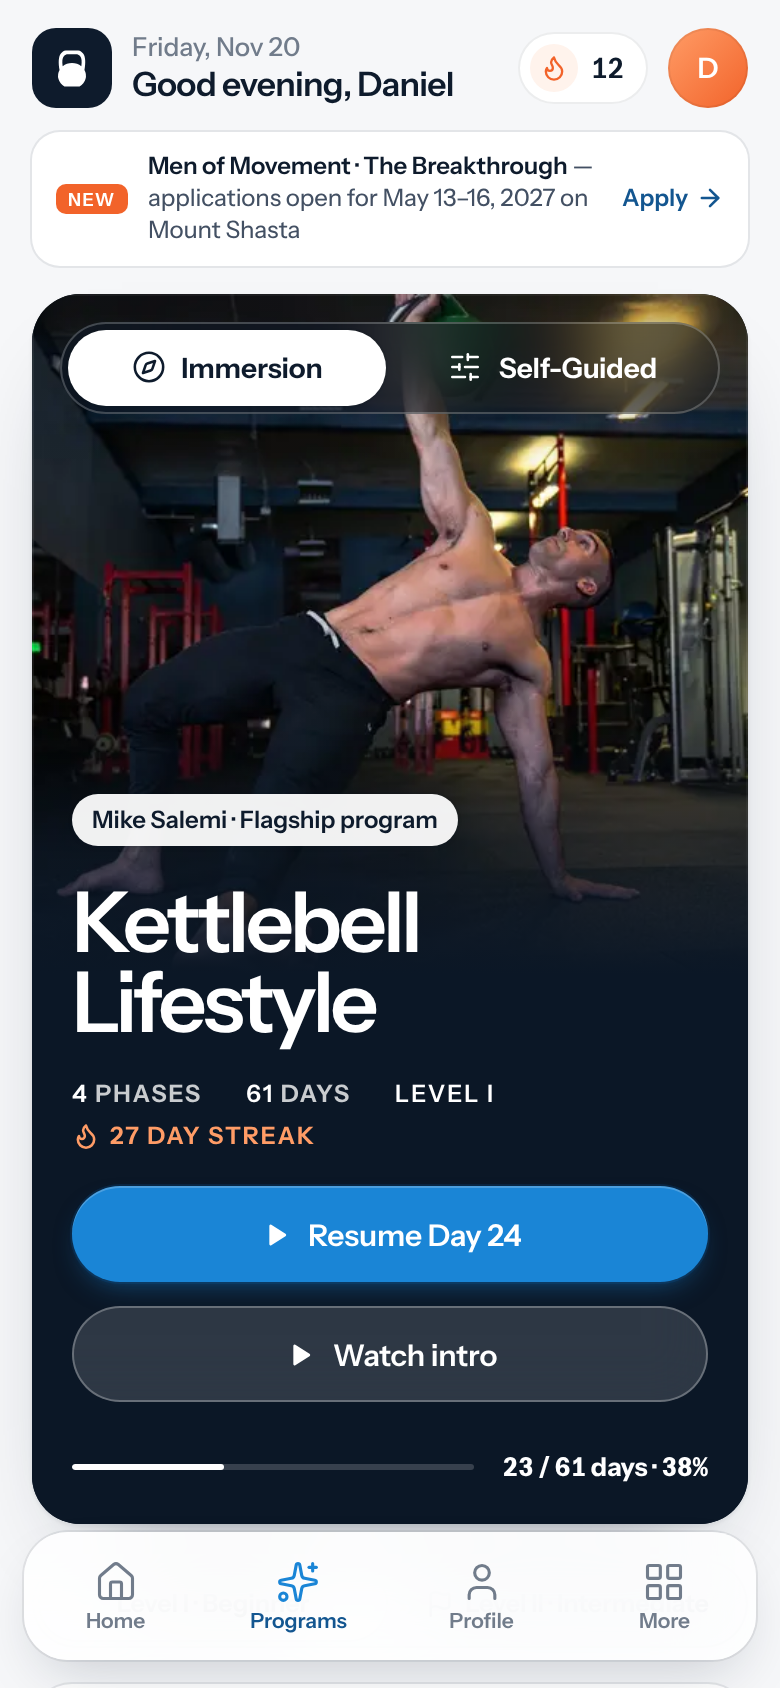 Friday, Nov 20
Good evening, Daniel
12
D
NEW
Men of Movement · The Breakthrough —
applications open for May 13–16, 2027 on
Mount Shasta
Apply →
Immersion
Self-Guided
Mike Salemi · Flagship program
Kettlebell
Lifestyle
4 PHASES 61 DAYS LEVEL I
27 DAY STREAK
Resume Day 24
Watch intro
23 / 61 days · 38%
Home
Programs
Profile
More